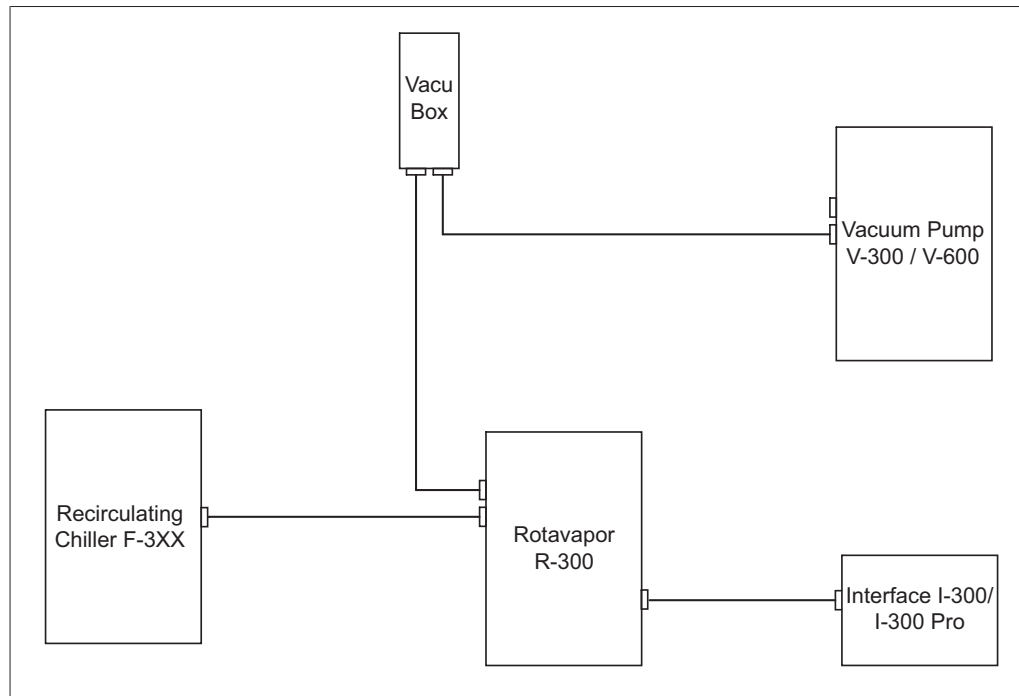 Vacu
Box
Vacuum Pump
V-300 / V-600
Recirculating
Chiller F-3XX
Rotavapor
R-300
Interface I-300/
I-300 Pro